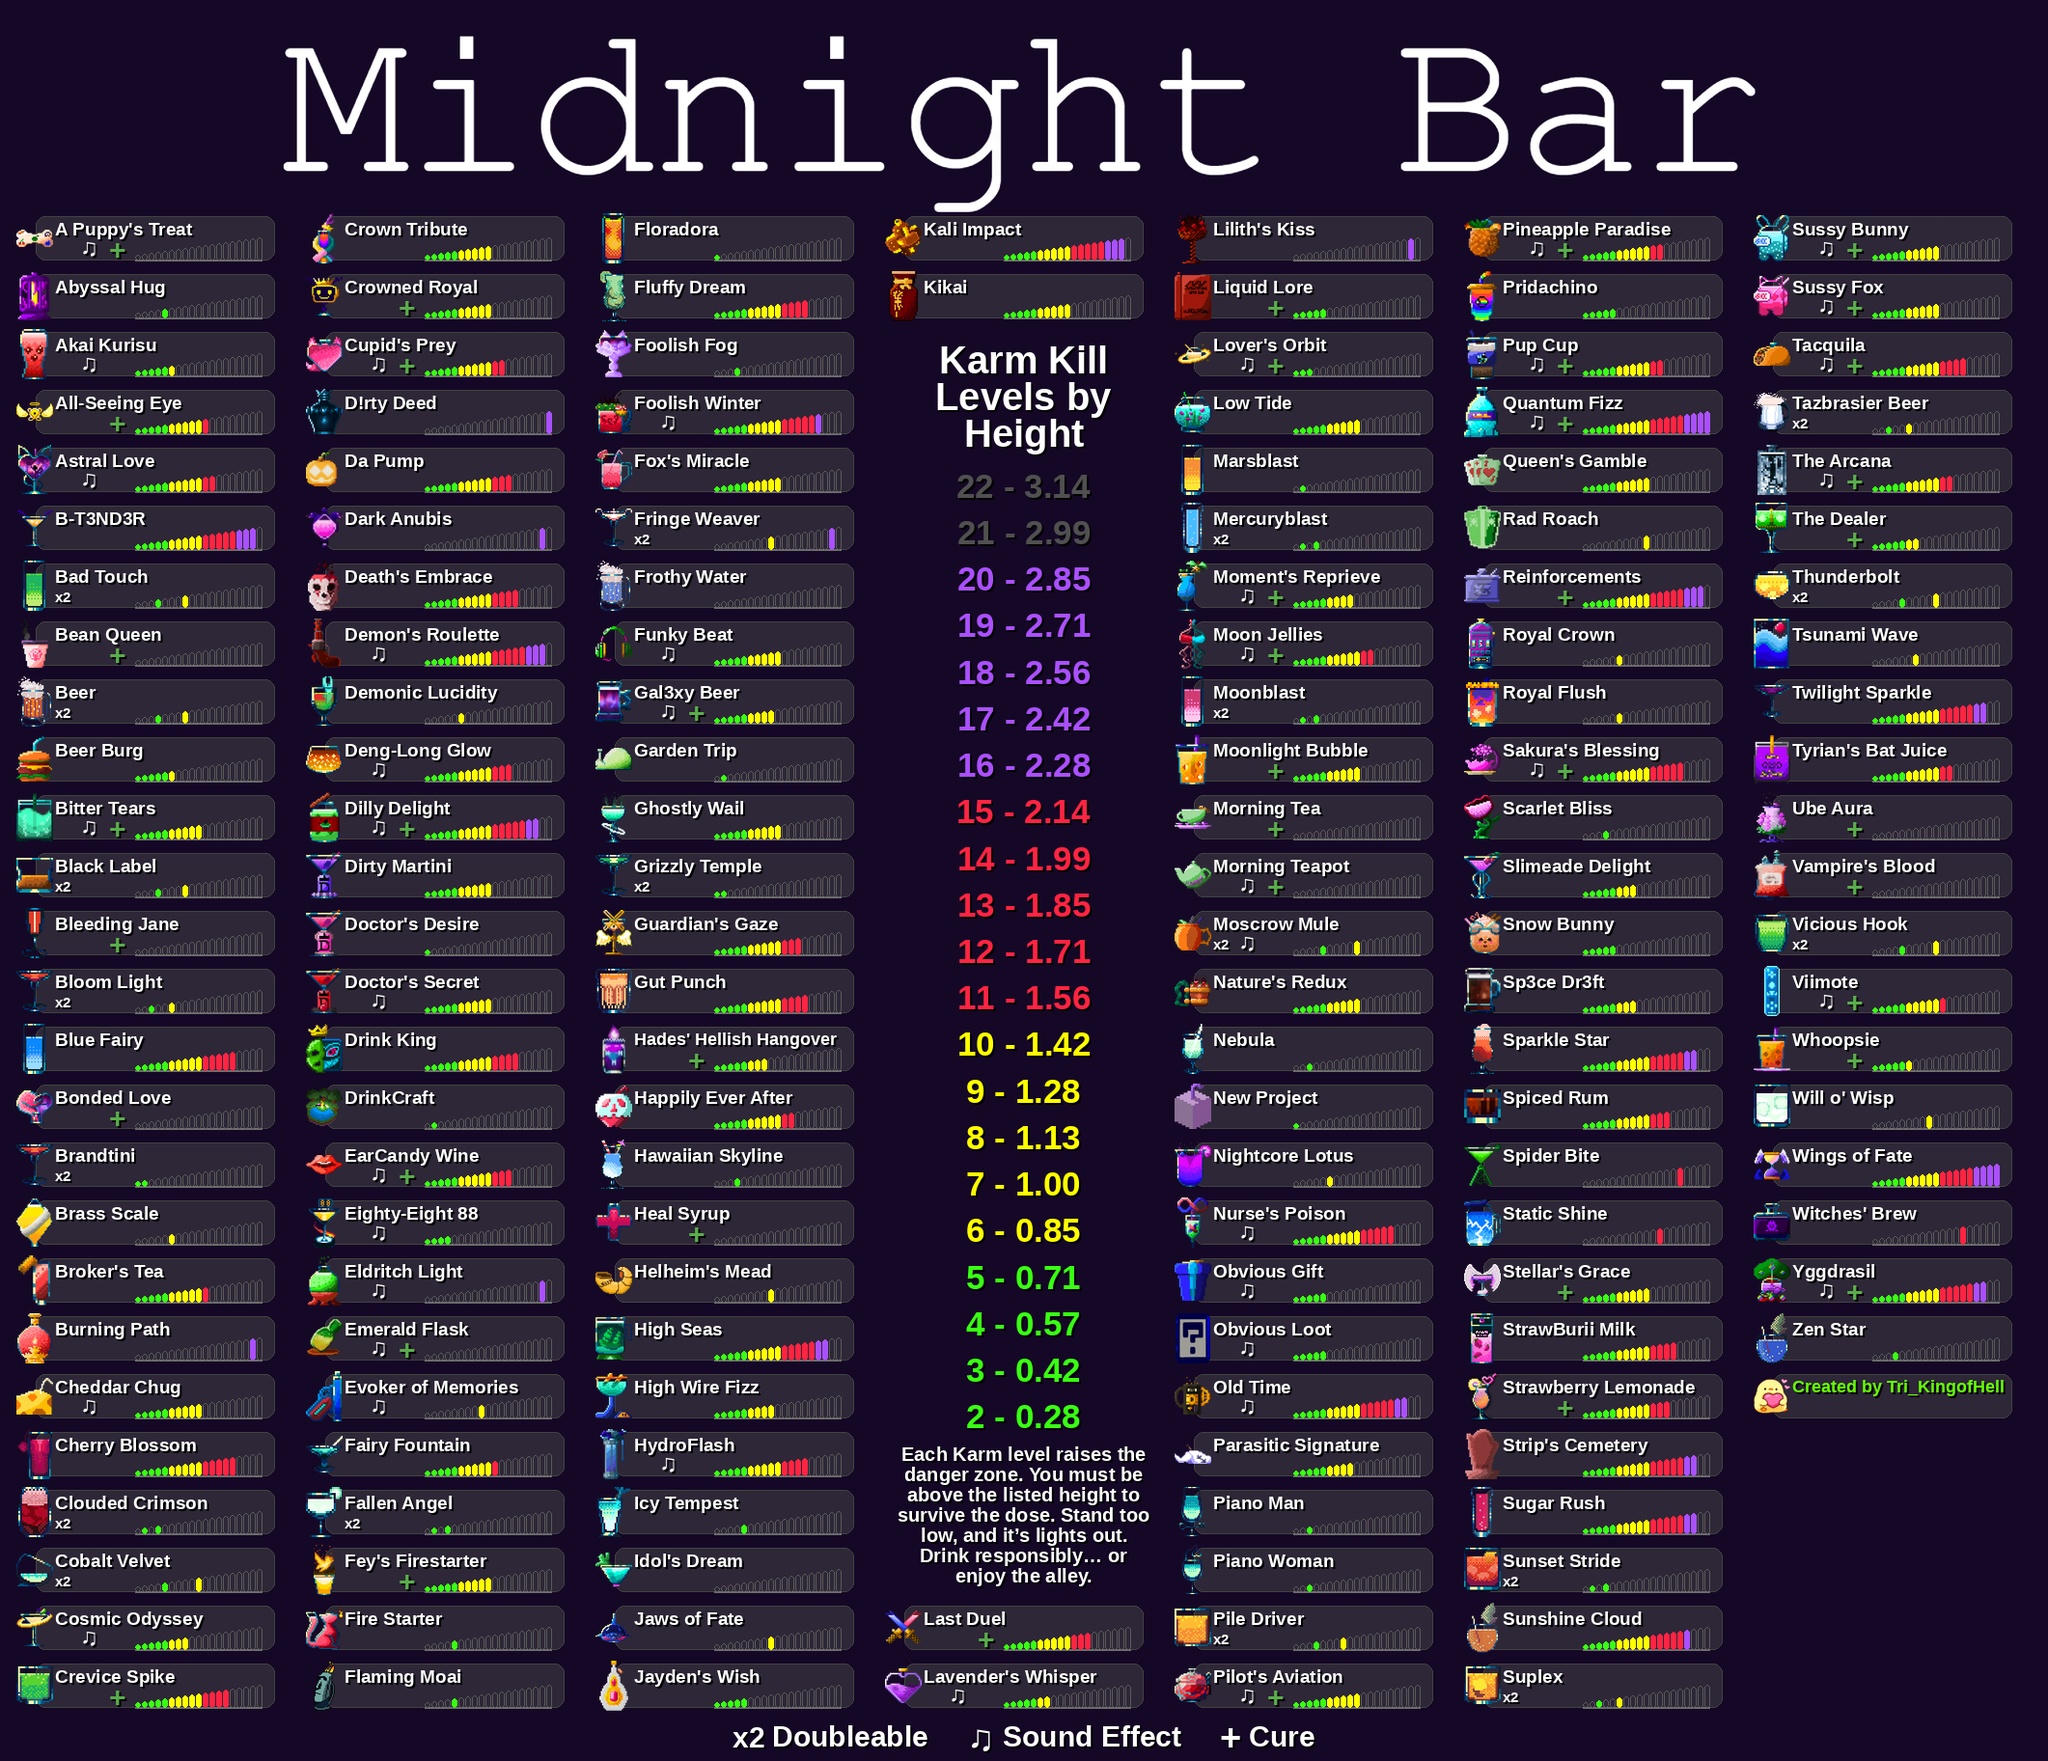 Midnight Bar
A Puppy's Treat
♫ +
Abyssal Hug
Akai Kurisu
♫
All-Seeing Eye
+
Astral Love
♫
B-T3ND3R
Bad Touch
x2
Bean Queen
+
Beer
x2
Beer Burg
Bitter Tears
♫ +
Black Label
x2
Bleeding Jane
+
Bloom Light
x2
Blue Fairy
Bonded Love
+
Brandtini
x2
Brass Scale
Broker's Tea
Burning Path
Cheddar Chug
♫
Cherry Blossom
Clouded Crimson
x2
Cobalt Velvet
x2
Cosmic Odyssey
♫
Crevice Spike
+
Crown Tribute
Crowned Royal
+
Cupid's Prey
♫ +
D!rty Deed
Da Pump
Dark Anubis
Death's Embrace
Demon's Roulette
♫
Demonic Lucidity
Deng-Long Glow
♫
Dilly Delight
♫ +
Dirty Martini
Doctor's Desire
Doctor's Secret
♫
Drink King
DrinkCraft
EarCandy Wine
♫ +
Eighty-Eight 88
♫
Eldritch Light
♫
Emerald Flask
♫ +
Evoker of Memories
♫
Fairy Fountain
Fallen Angel
x2
Fey's Firestarter
+
Fire Starter
Flaming Moai
Floradora
Fluffy Dream
Foolish Fog
Foolish Winter
♫
Fox's Miracle
Fringe Weaver
x2
Frothy Water
Funky Beat
♫
Gal3xy Beer
♫ +
Garden Trip
Ghostly Wail
Grizzly Temple
x2
Guardian's Gaze
Gut Punch
Hades' Hellish Hangover
+
Happily Ever After
Hawaiian Skyline
Heal Syrup
+
Helheim's Mead
High Seas
High Wire Fizz
HydroFlash
♫
Icy Tempest
Idol's Dream
Jaws of Fate
Jayden's Wish
Kali Impact
Kikai
Karm Kill
Levels by
Height
22 - 3.14
21 - 2.99
20 - 2.85
19 - 2.71
18 - 2.56
17 - 2.42
16 - 2.28
15 - 2.14
14 - 1.99
13 - 1.85
12 - 1.71
11 - 1.56
10 - 1.42
9 - 1.28
8 - 1.13
7 - 1.00
6 - 0.85
5 - 0.71
4 - 0.57
3 - 0.42
2 - 0.28
Each Karm level raises the
danger zone. You must be
above the listed height to
survive the dose. Stand too
low, and it’s lights out.
Drink responsibly… or
enjoy the alley.
Last Duel
+
Lavender's Whisper
♫
Lilith's Kiss
Liquid Lore
+
Lover's Orbit
♫ +
Low Tide
Marsblast
Mercuryblast
x2
Moment's Reprieve
♫ +
Moon Jellies
♫ +
Moonblast
x2
Moonlight Bubble
+
Morning Tea
+
Morning Teapot
♫ +
Moscrow Mule
x2 ♫
Nature's Redux
Nebula
New Project
Nightcore Lotus
Nurse's Poison
♫
Obvious Gift
♫
Obvious Loot
♫
Old Time
♫
Parasitic Signature
Piano Man
Piano Woman
Pile Driver
x2
Pilot's Aviation
♫ +
Pineapple Paradise
♫ +
Pridachino
Pup Cup
♫ +
Quantum Fizz
♫ +
Queen's Gamble
Rad Roach
Reinforcements
+
Royal Crown
Royal Flush
Sakura's Blessing
♫ +
Scarlet Bliss
Slimeade Delight
Snow Bunny
Sp3ce Dr3ft
Sparkle Star
Spiced Rum
Spider Bite
Static Shine
Stellar's Grace
+
StrawBurii Milk
Strawberry Lemonade
+
Strip's Cemetery
Sugar Rush
Sunset Stride
x2
Sunshine Cloud
Suplex
x2
Sussy Bunny
♫ +
Sussy Fox
♫ +
Tacquila
♫ +
Tazbrasier Beer
x2
The Arcana
♫ +
The Dealer
+
Thunderbolt
x2
Tsunami Wave
Twilight Sparkle
Tyrian's Bat Juice
Ube Aura
+
Vampire's Blood
+
Vicious Hook
x2
Viimote
♫ +
Whoopsie
+
Will o' Wisp
Wings of Fate
Witches' Brew
Yggdrasil
♫ +
Zen Star
Created by Tri_KingofHell
x2 Doubleable ♫ Sound Effect + Cure